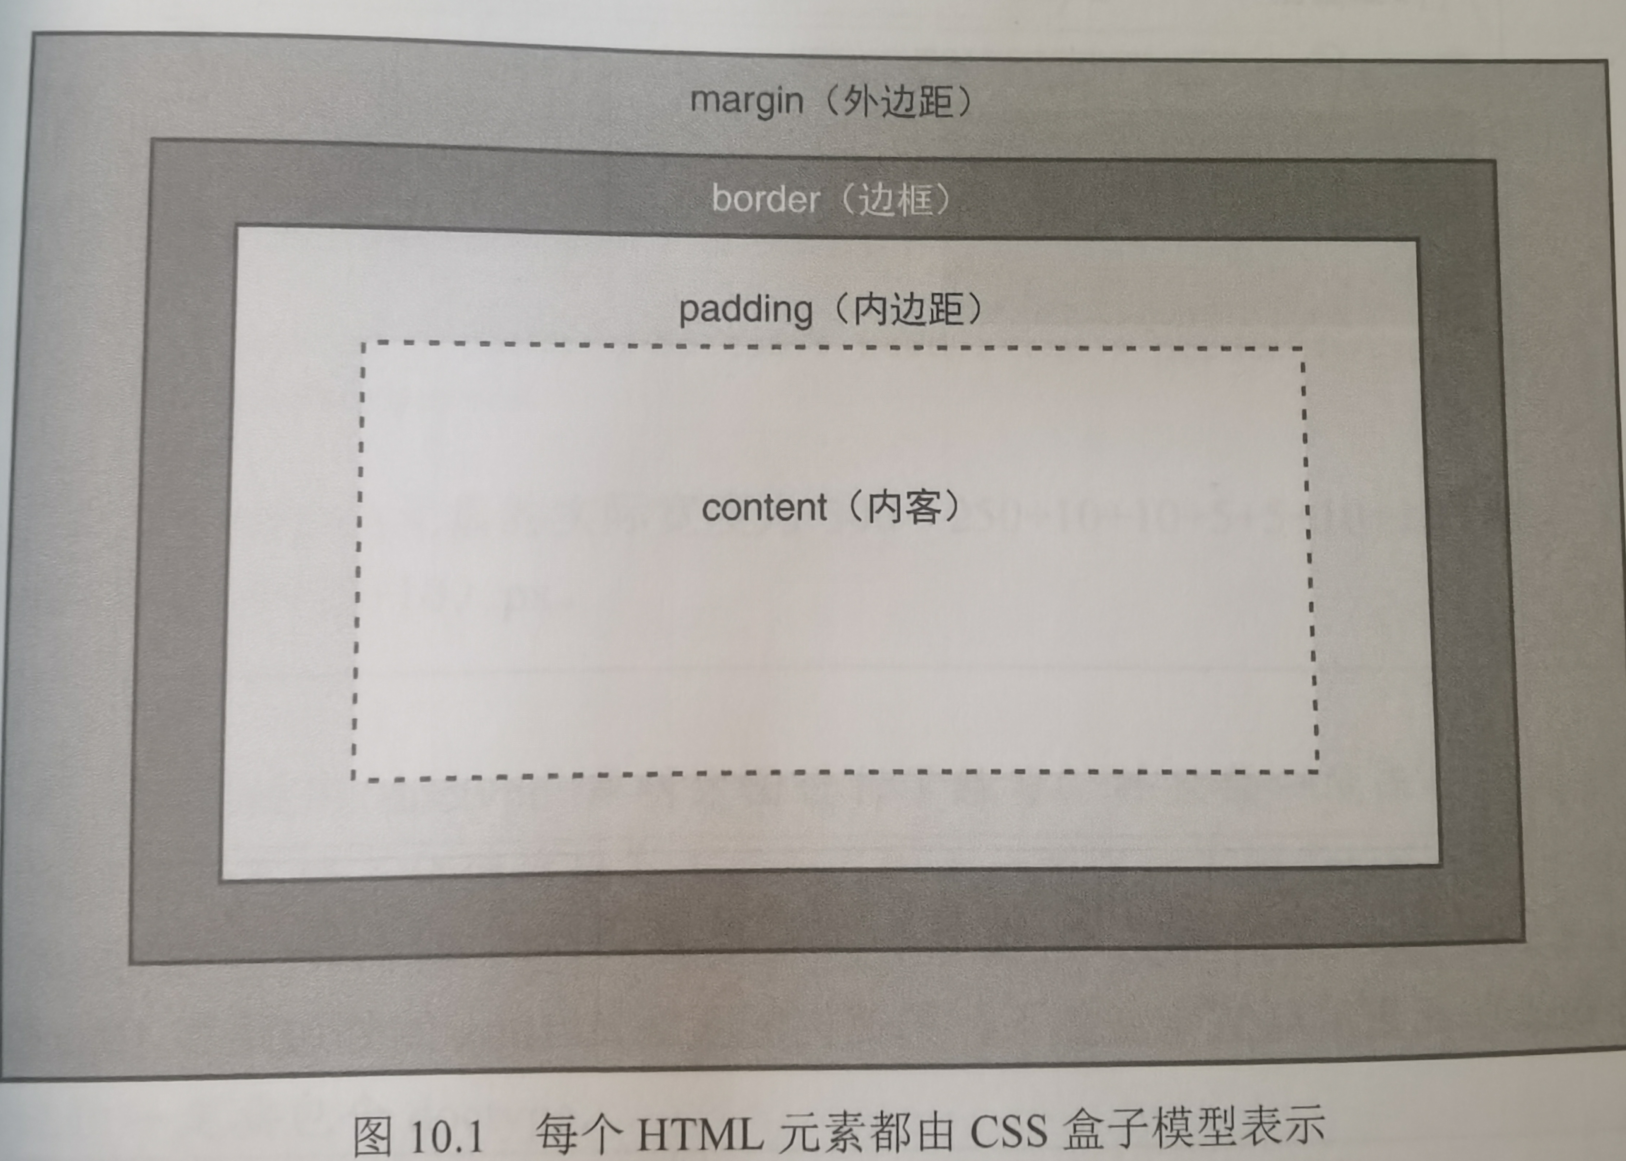 margin（外边距）
border（边框）
padding（内边距）
content（内客）
图 10.1 每个 HTML 元素都由 CSS 盒子模型表示